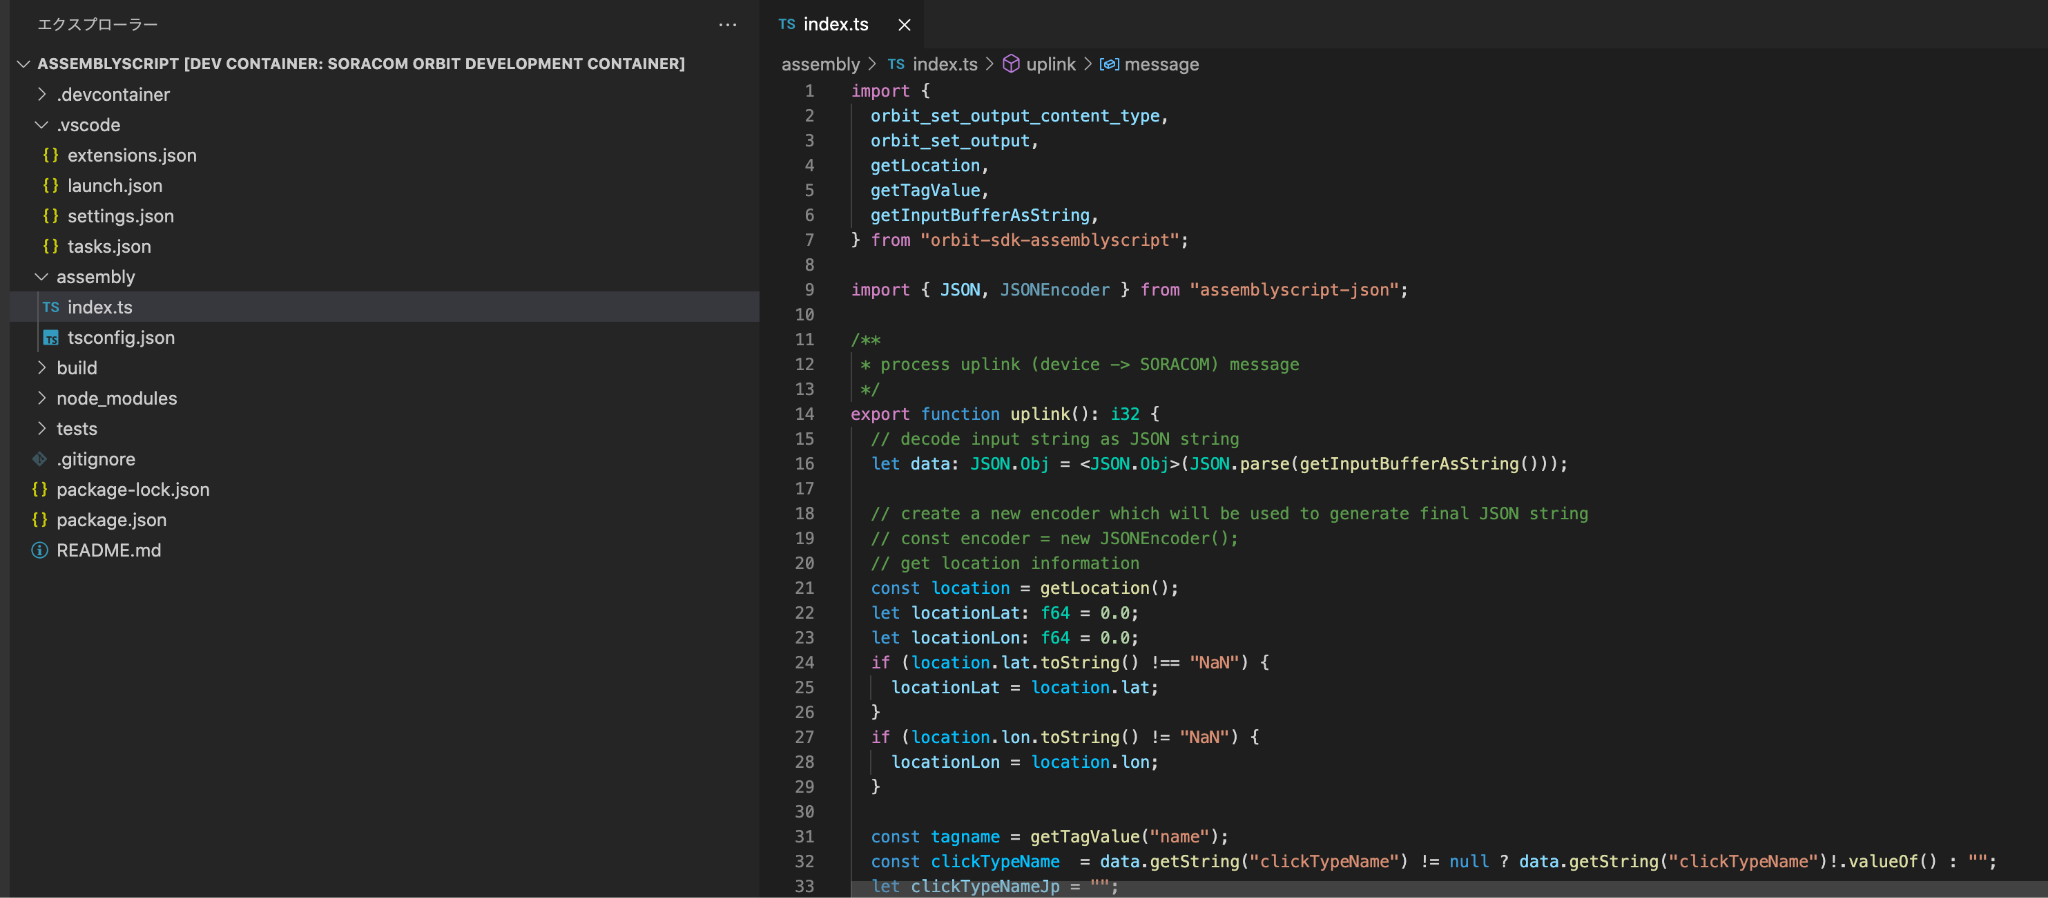 エクスプローラー
ASSEMBLYSCRIPT [DEV CONTAINER: SORACOM ORBIT DEVELOPMENT CONTAINER]
.devcontainer
.vscode
{} extensions.json
{} launch.json
{} settings.json
{} tasks.json
assembly
TS index.ts
TS tsconfig.json
build
node_modules
tests
.gitignore
{} package-lock.json
{} package.json
README.md
TS index.ts
assembly > TS index.ts > uplink > message
1 import {
2 orbit_set_output_content_type,
3 orbit_set_output,
4 getLocation,
5 getTagValue,
6 getInputBufferAsString,
7 } from "orbit-sdk-assemblyscript";
8
9 import { JSON, JSONEncoder } from "assemblyscript-json";
10
11 /**
12 * process uplink (device -> SORACOM) message
13 */
14 export function uplink(): i32 {
15 // decode input string as JSON string
16 let data: JSON.Obj = <JSON.Obj>(JSON.parse(getInputBufferAsString()));
17
18 // create a new encoder which will be used to generate final JSON string
19 // const encoder = new JSONEncoder();
20 // get location information
21 const location = getLocation();
22 let locationLat: f64 = 0.0;
23 let locationLon: f64 = 0.0;
24 if (location.lat.toString() !== "NaN") {
25 locationLat = location.lat;
26 }
27 if (location.lon.toString() != "NaN") {
28 locationLon = location.lon;
29 }
30
31 const tagname = getTagValue("name");
32 const clickTypeName = data.getString("clickTypeName") != null ? data.getString("clickTypeName")!.valueOf() : "";
33 let clickTypeNameJp = "";